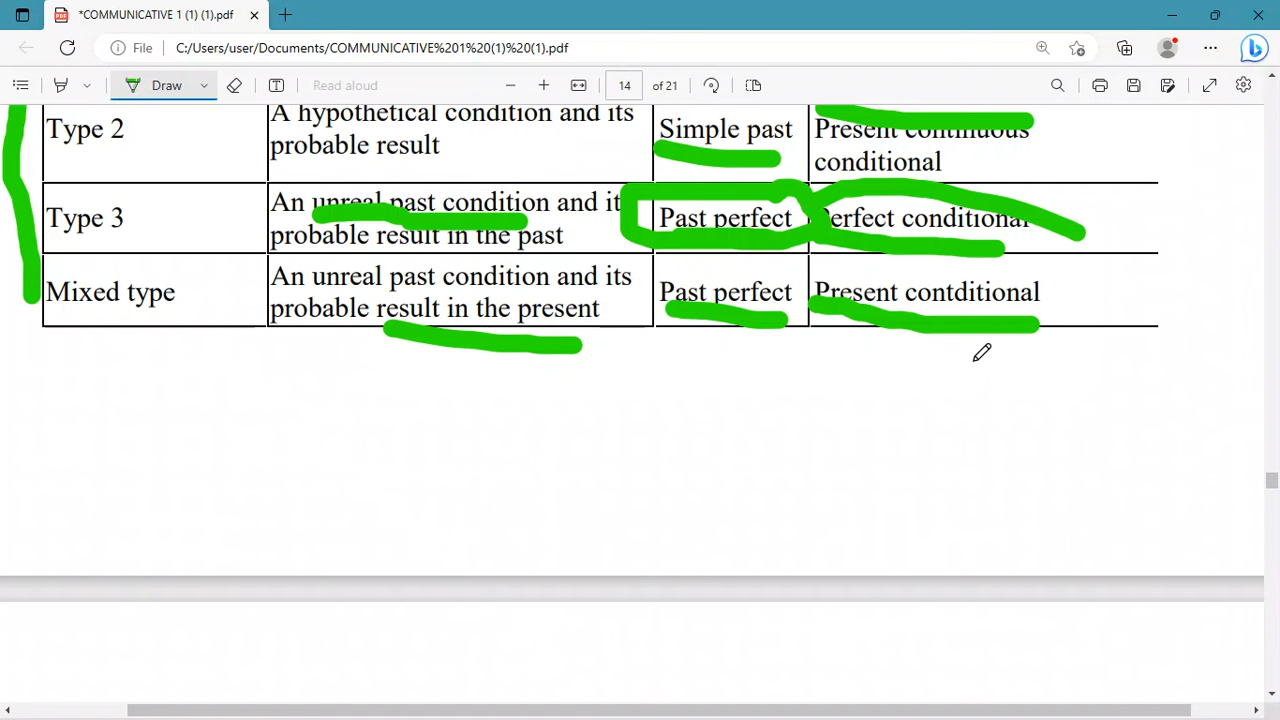 *COMMUNICATIVE 1 (1) (1).pdf
File C:/Users/user/Documents/COMMUNICATIVE%201%20(1)%20(1).pdf
Draw Read aloud 14 of 21
Type 2
A hypothetical condition and its
probable result
Simple past
Present continuous
conditional
Type 3
An unreal past condition and it
probable result in the past
Past perfect
Perfect conditional
Mixed type
An unreal past condition and its
probable result in the present
Past perfect
Present contditional